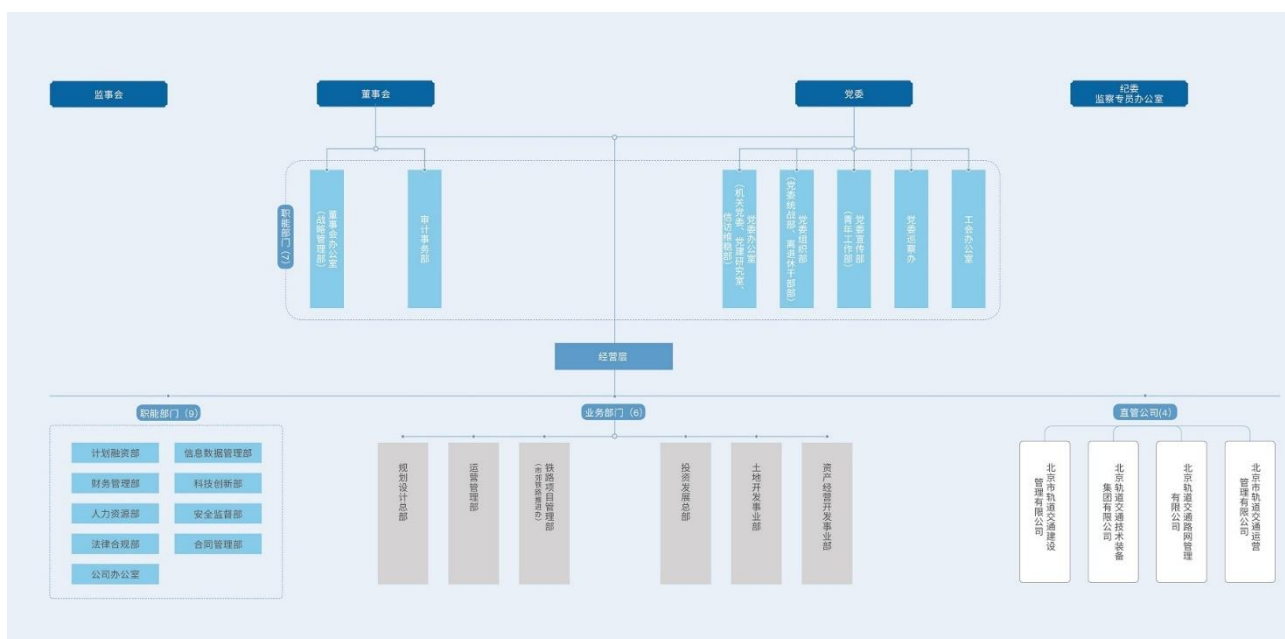 监事会
董事会
党委
纪委
监察专员办公室
职能部门(7)
董事会办公室
(战略管理部)
审计事务部
党委办公室
(机关党委、党建研究室、
信访维稳部)
党委组织部
(党委统战部、离退休干部部)
党委宣传部
(青年工作部)
党委巡察办
工会办公室
经营层
职能部门(9)
业务部门(6)
直管公司(4)
计划融资部
信息数据管理部
财务管理部
科技创新部
人力资源部
安全监督部
法律合规部
合同管理部
公司办公室
规划设计总部
运营管理部
铁路项目管理部
(市郊铁路推进办)
投资发展总部
土地开发事业部
资产经营开发事业部
北京市轨道交通建设
管理有限公司
北京轨道交通技术装备
集团有限公司
北京轨道交通路网管理
有限公司
北京市轨道交通运营
管理有限公司